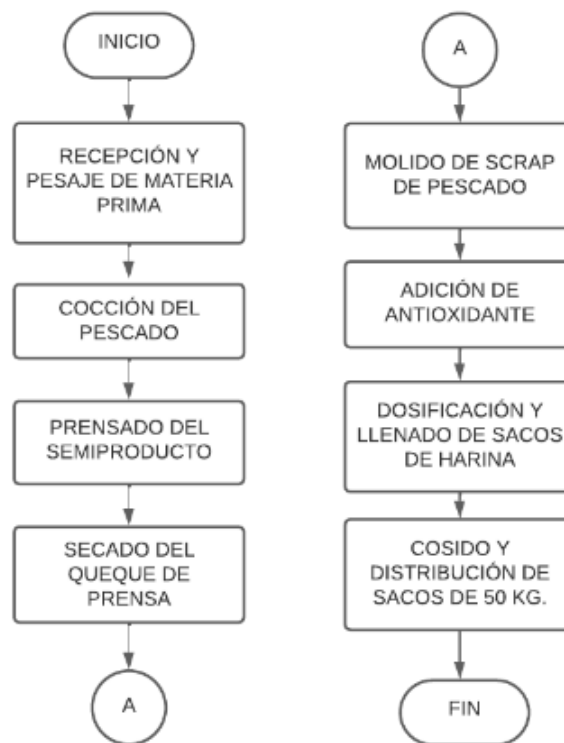 INICIO
RECEPCIÓN Y
PESAJE DE MATERIA
PRIMA
COCCIÓN DEL
PESCADO
PRENSADO DEL
SEMIPRODUCTO
SECADO DEL
QUEQUE DE
PRENSA
A
A
MOLIDO DE SCRAP
DE PESCADO
ADICIÓN DE
ANTIOXIDANTE
DOSIFICACIÓN Y
LLENADO DE SACOS
DE HARINA
COSIDO Y
DISTRIBUCIÓN DE
SACOS DE 50 KG.
FIN